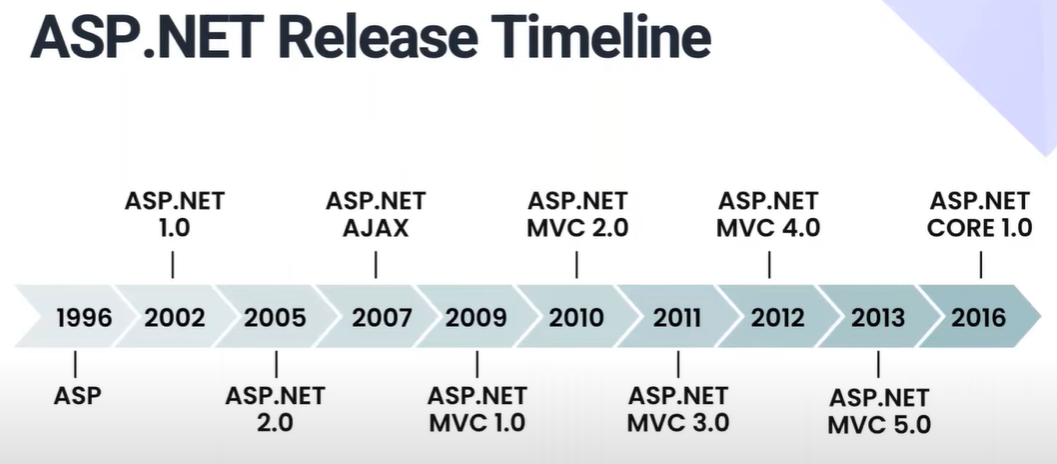 ASP.NET Release Timeline
ASP.NET
1.0
ASP.NET
AJAX
ASP.NET
MVC 2.0
ASP.NET
MVC 4.0
ASP.NET
CORE 1.0
1996 2002 2005 2007 2009 2010 2011 2012 2013 2016
ASP
ASP.NET
2.0
ASP.NET
MVC 1.0
ASP.NET
MVC 3.0
ASP.NET
MVC 5.0